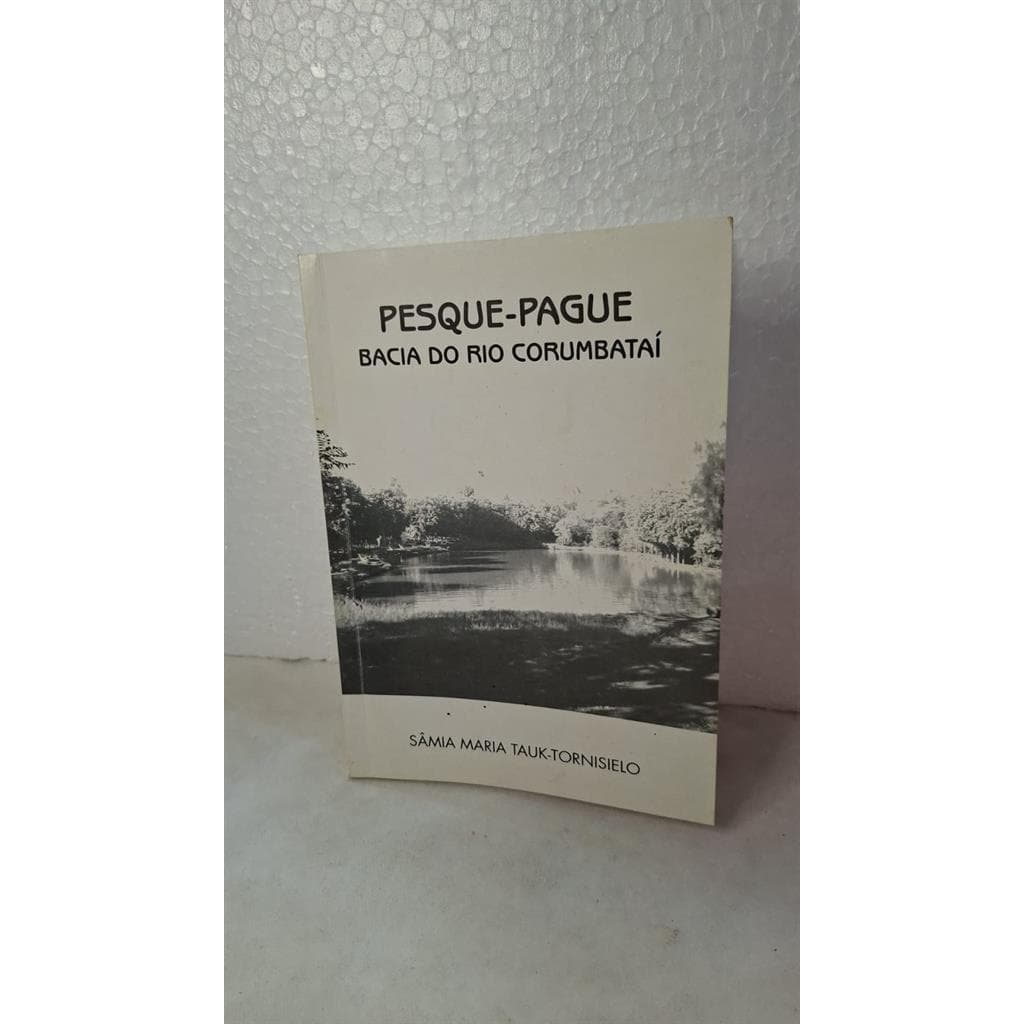 PESQUE-PAGUE
BACIA DO RIO CORUMBATAÍ
SÂMIA MARIA TAUK-TORNISIELO